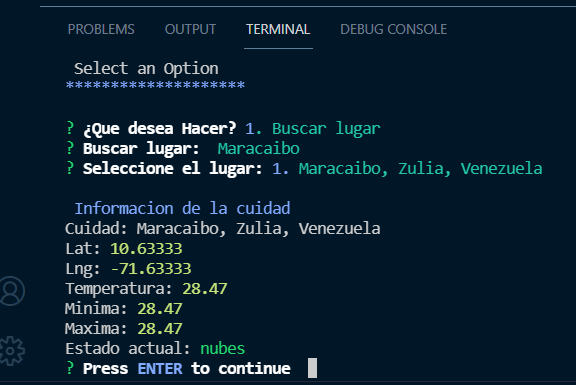 PROBLEMS OUTPUT TERMINAL DEBUG CONSOLE
Select an Option
********************
? ¿Que desea Hacer? 1. Buscar lugar
? Buscar lugar: Maracaibo
? Seleccione el lugar: 1. Maracaibo, Zulia, Venezuela
Informacion de la cuidad
Cuidad: Maracaibo, Zulia, Venezuela
Lat: 10.63333
Lng: -71.63333
Temperatura: 28.47
Minima: 28.47
Maxima: 28.47
Estado actual: nubes
? Press ENTER to continue